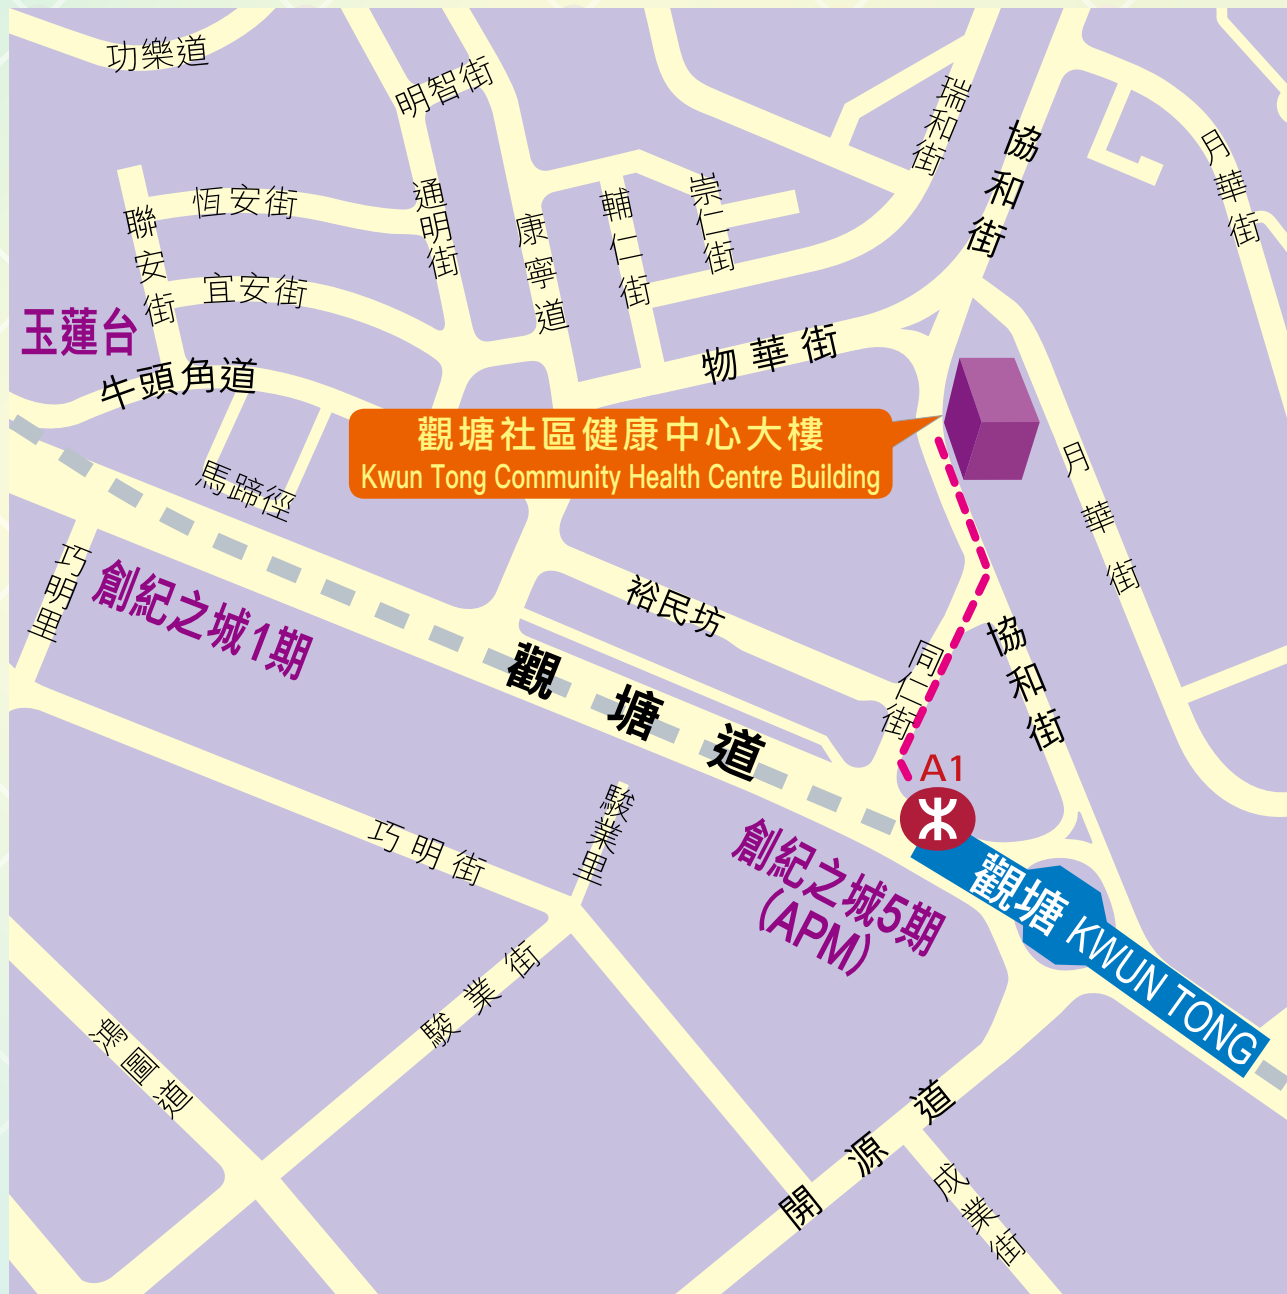 功樂道
明智街
瑞和街
協和街
月華街
恆安街
聯安街
通明街
康寧道
輔仁街
崇仁街
宜安街
玉蓮台
牛頭角道
物華街
觀塘社區健康中心大樓
Kwun Tong Community Health Centre Building
馬蹄徑
月華街
巧明里
創紀之城1期
裕民坊
觀塘道
同仁街
協和街
A1
駿業里
巧明街
創紀之城5期
(APM)
觀塘 KWUN TONG
駿業街
鴻圖道
開源道
成業街